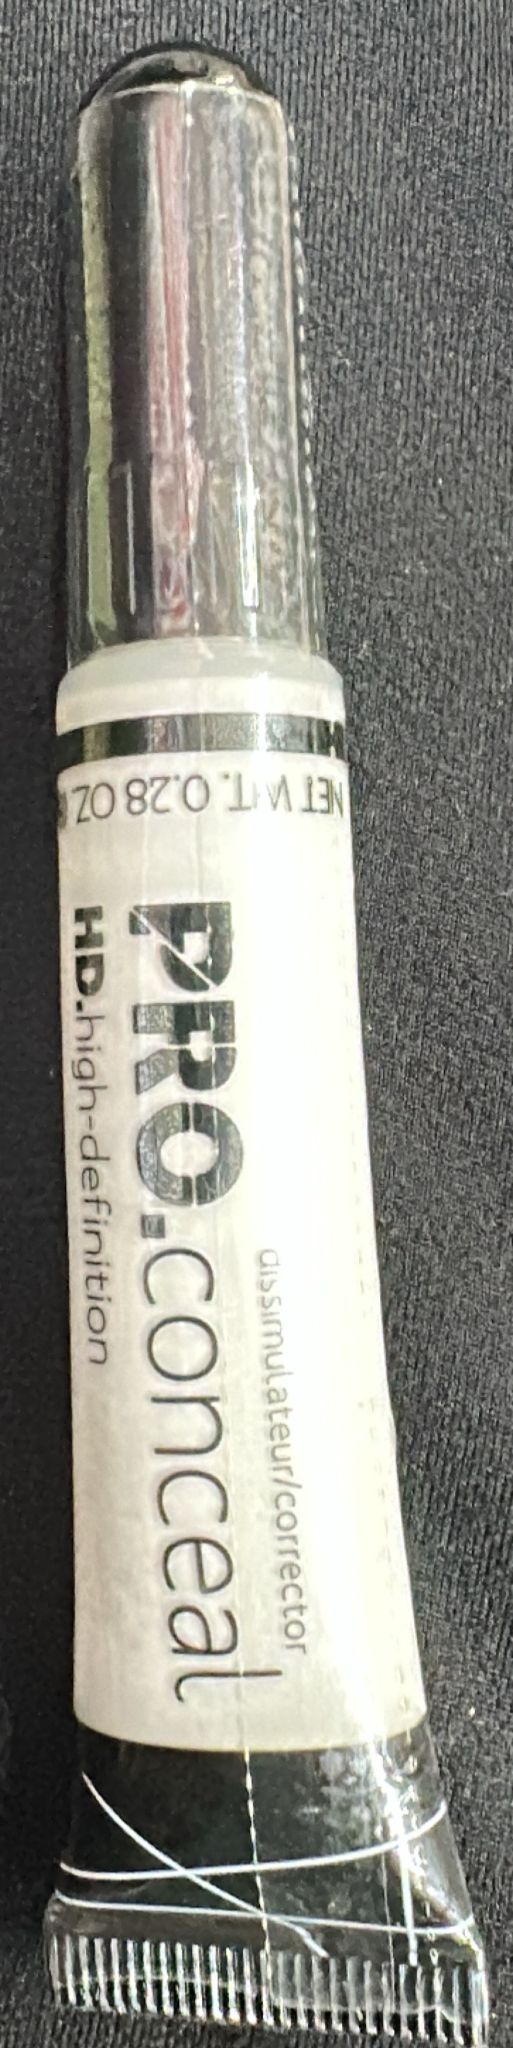 NET WT. 0.28 OZ
HD.high-definition
PRO.conceal
dissimulateur/corrector